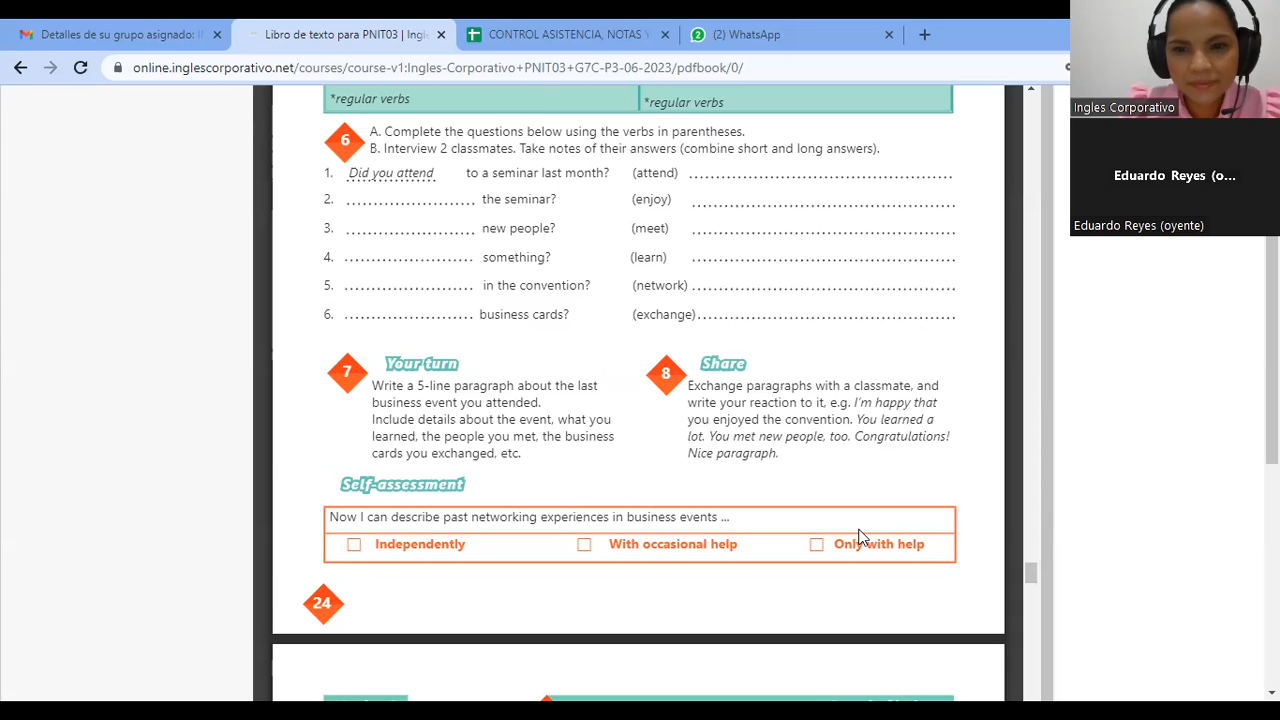 Detalles de su grupo asignado: I
Libro de texto para PNIT03 | Ingl
CONTROL ASISTENCIA, NOTAS Y
2
(2) WhatsApp
online.inglescorporativo.net/courses/course-v1:Ingles-Corporativo+PNIT03+G7C-P3-06-2023/pdfbook/0/
Ingles Corporativo
Eduardo Reyes (o...
Eduardo Reyes (oyente)
*regular verbs
*regular verbs
6
A. Complete the questions below using the verbs in parentheses.
B. Interview 2 classmates. Take notes of their answers (combine short and long answers).
1. Did you attend to a seminar last month? (attend)
2. the seminar? (enjoy)
3. new people? (meet)
4. something? (learn)
5. in the convention? (network)
6. business cards? (exchange)
7 Your turn
Write a 5-line paragraph about the last
business event you attended.
Include details about the event, what you
learned, the people you met, the business
cards you exchanged, etc.
8 Share
Exchange paragraphs with a classmate, and
write your reaction to it, e.g. I'm happy that
you enjoyed the convention. You learned a
lot. You met new people, too. Congratulations!
Nice paragraph.
Self-assessment
Now I can describe past networking experiences in business events ...
Independently With occasional help Only with help
24